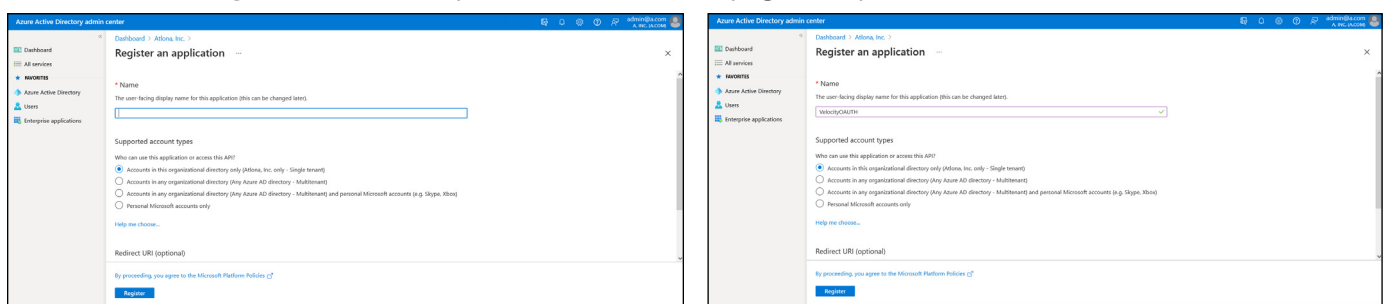 Azure Active Directory admin center
admin@a.com
A. INC. (A.COM)
Dashboard
All services
FAVORITES
Azure Active Directory
Users
Enterprise applications
Dashboard > Atlona, Inc. >
Register an application ...
* Name
The user-facing display name for this application (this can be changed later).
Supported account types
Who can use this application or access this API?
Accounts in this organizational directory only (Atlona, Inc. only - Single tenant)
Accounts in any organizational directory (Any Azure AD directory - Multitenant)
Accounts in any organizational directory (Any Azure AD directory - Multitenant) and personal Microsoft accounts (e.g. Skype, Xbox)
Personal Microsoft accounts only
Help me choose...
Redirect URI (optional)
By proceeding, you agree to the Microsoft Platform Policies
Register
Azure Active Directory admin center
admin@a.com
A. INC. (A.COM)
Dashboard
All services
FAVORITES
Azure Active Directory
Users
Enterprise applications
Dashboard > Atlona, Inc. >
Register an application ...
* Name
The user-facing display name for this application (this can be changed later).
VelocityOAUTH
Supported account types
Who can use this application or access this API?
Accounts in this organizational directory only (Atlona, Inc. only - Single tenant)
Accounts in any organizational directory (Any Azure AD directory - Multitenant)
Accounts in any organizational directory (Any Azure AD directory - Multitenant) and personal Microsoft accounts (e.g. Skype, Xbox)
Personal Microsoft accounts only
Help me choose...
Redirect URI (optional)
By proceeding, you agree to the Microsoft Platform Policies
Register